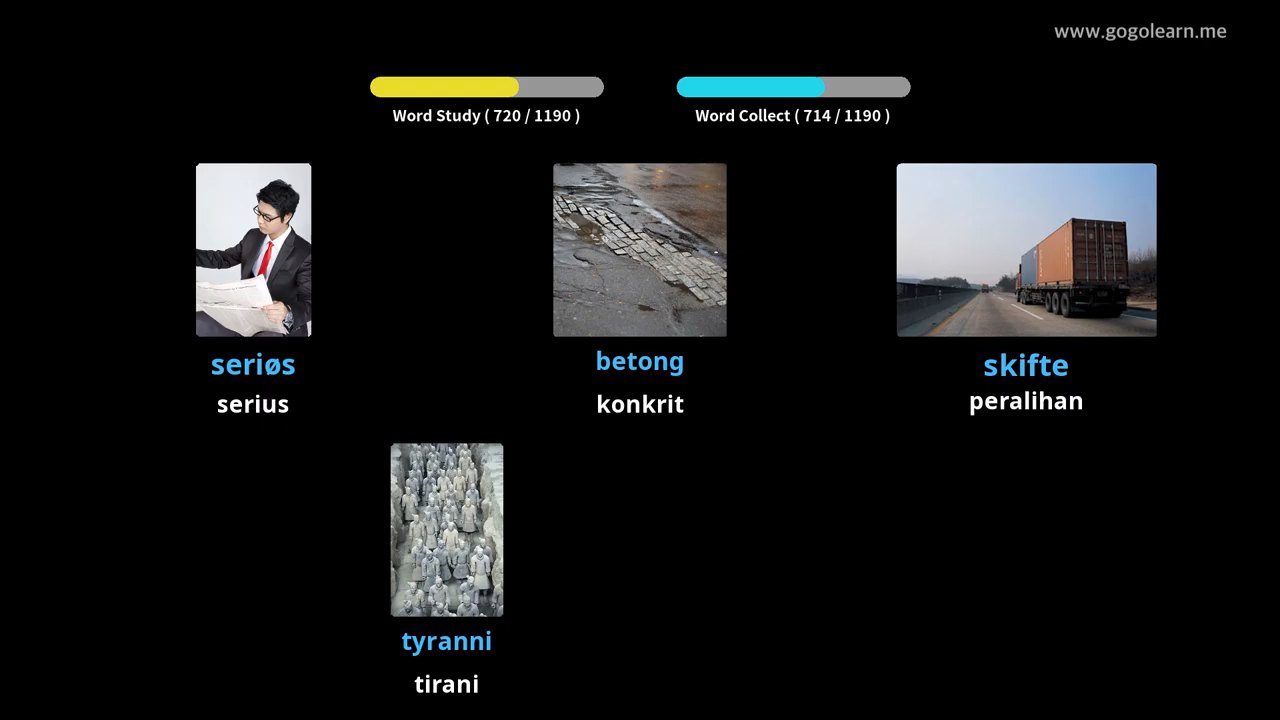 www.gogolearn.me
Word Study ( 720 / 1190 )
Word Collect ( 714 / 1190 )
seriøs
serius
betong
konkrit
skifte
peralihan
tyranni
tirani